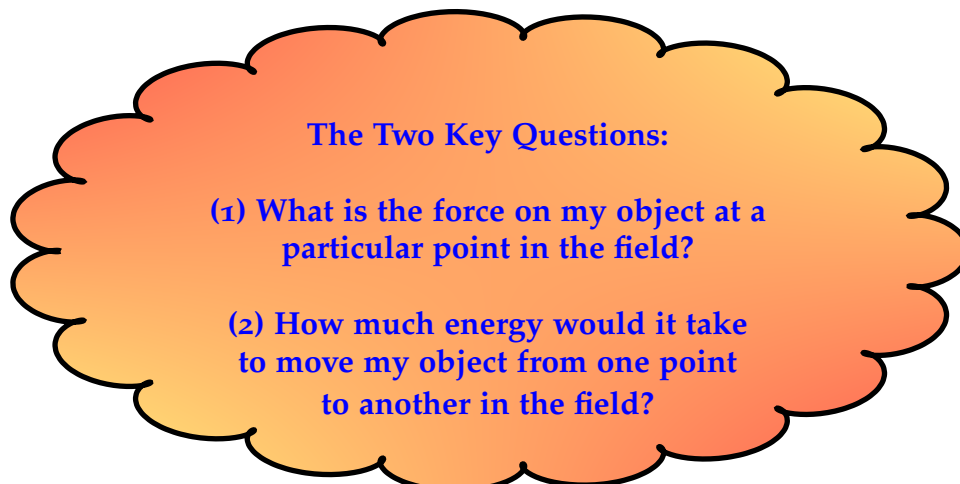 The Two Key Questions:
(1) What is the force on my object at a
particular point in the field?
(2) How much energy would it take
to move my object from one point
to another in the field?